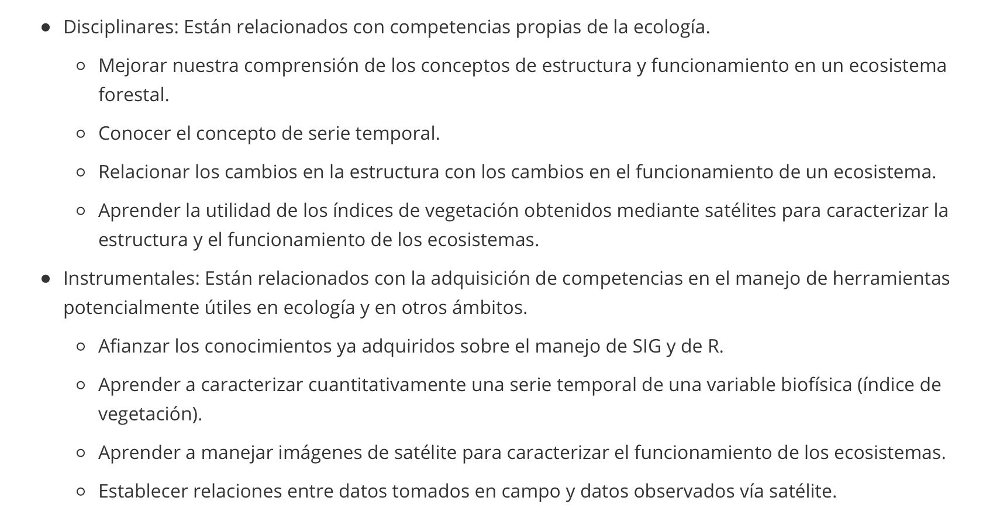 • Disciplinares: Están relacionados con competencias propias de la ecología.
◦ Mejorar nuestra comprensión de los conceptos de estructura y funcionamiento en un ecosistema
forestal.
◦ Conocer el concepto de serie temporal.
◦ Relacionar los cambios en la estructura con los cambios en el funcionamiento de un ecosistema.
◦ Aprender la utilidad de los índices de vegetación obtenidos mediante satélites para caracterizar la
estructura y el funcionamiento de los ecosistemas.
• Instrumentales: Están relacionados con la adquisición de competencias en el manejo de herramientas
potencialmente útiles en ecología y en otros ámbitos.
◦ Afianzar los conocimientos ya adquiridos sobre el manejo de SIG y de R.
◦ Aprender a caracterizar cuantitativamente una serie temporal de una variable biofísica (índice de
vegetación).
◦ Aprender a manejar imágenes de satélite para caracterizar el funcionamiento de los ecosistemas.
◦ Establecer relaciones entre datos tomados en campo y datos observados vía satélite.